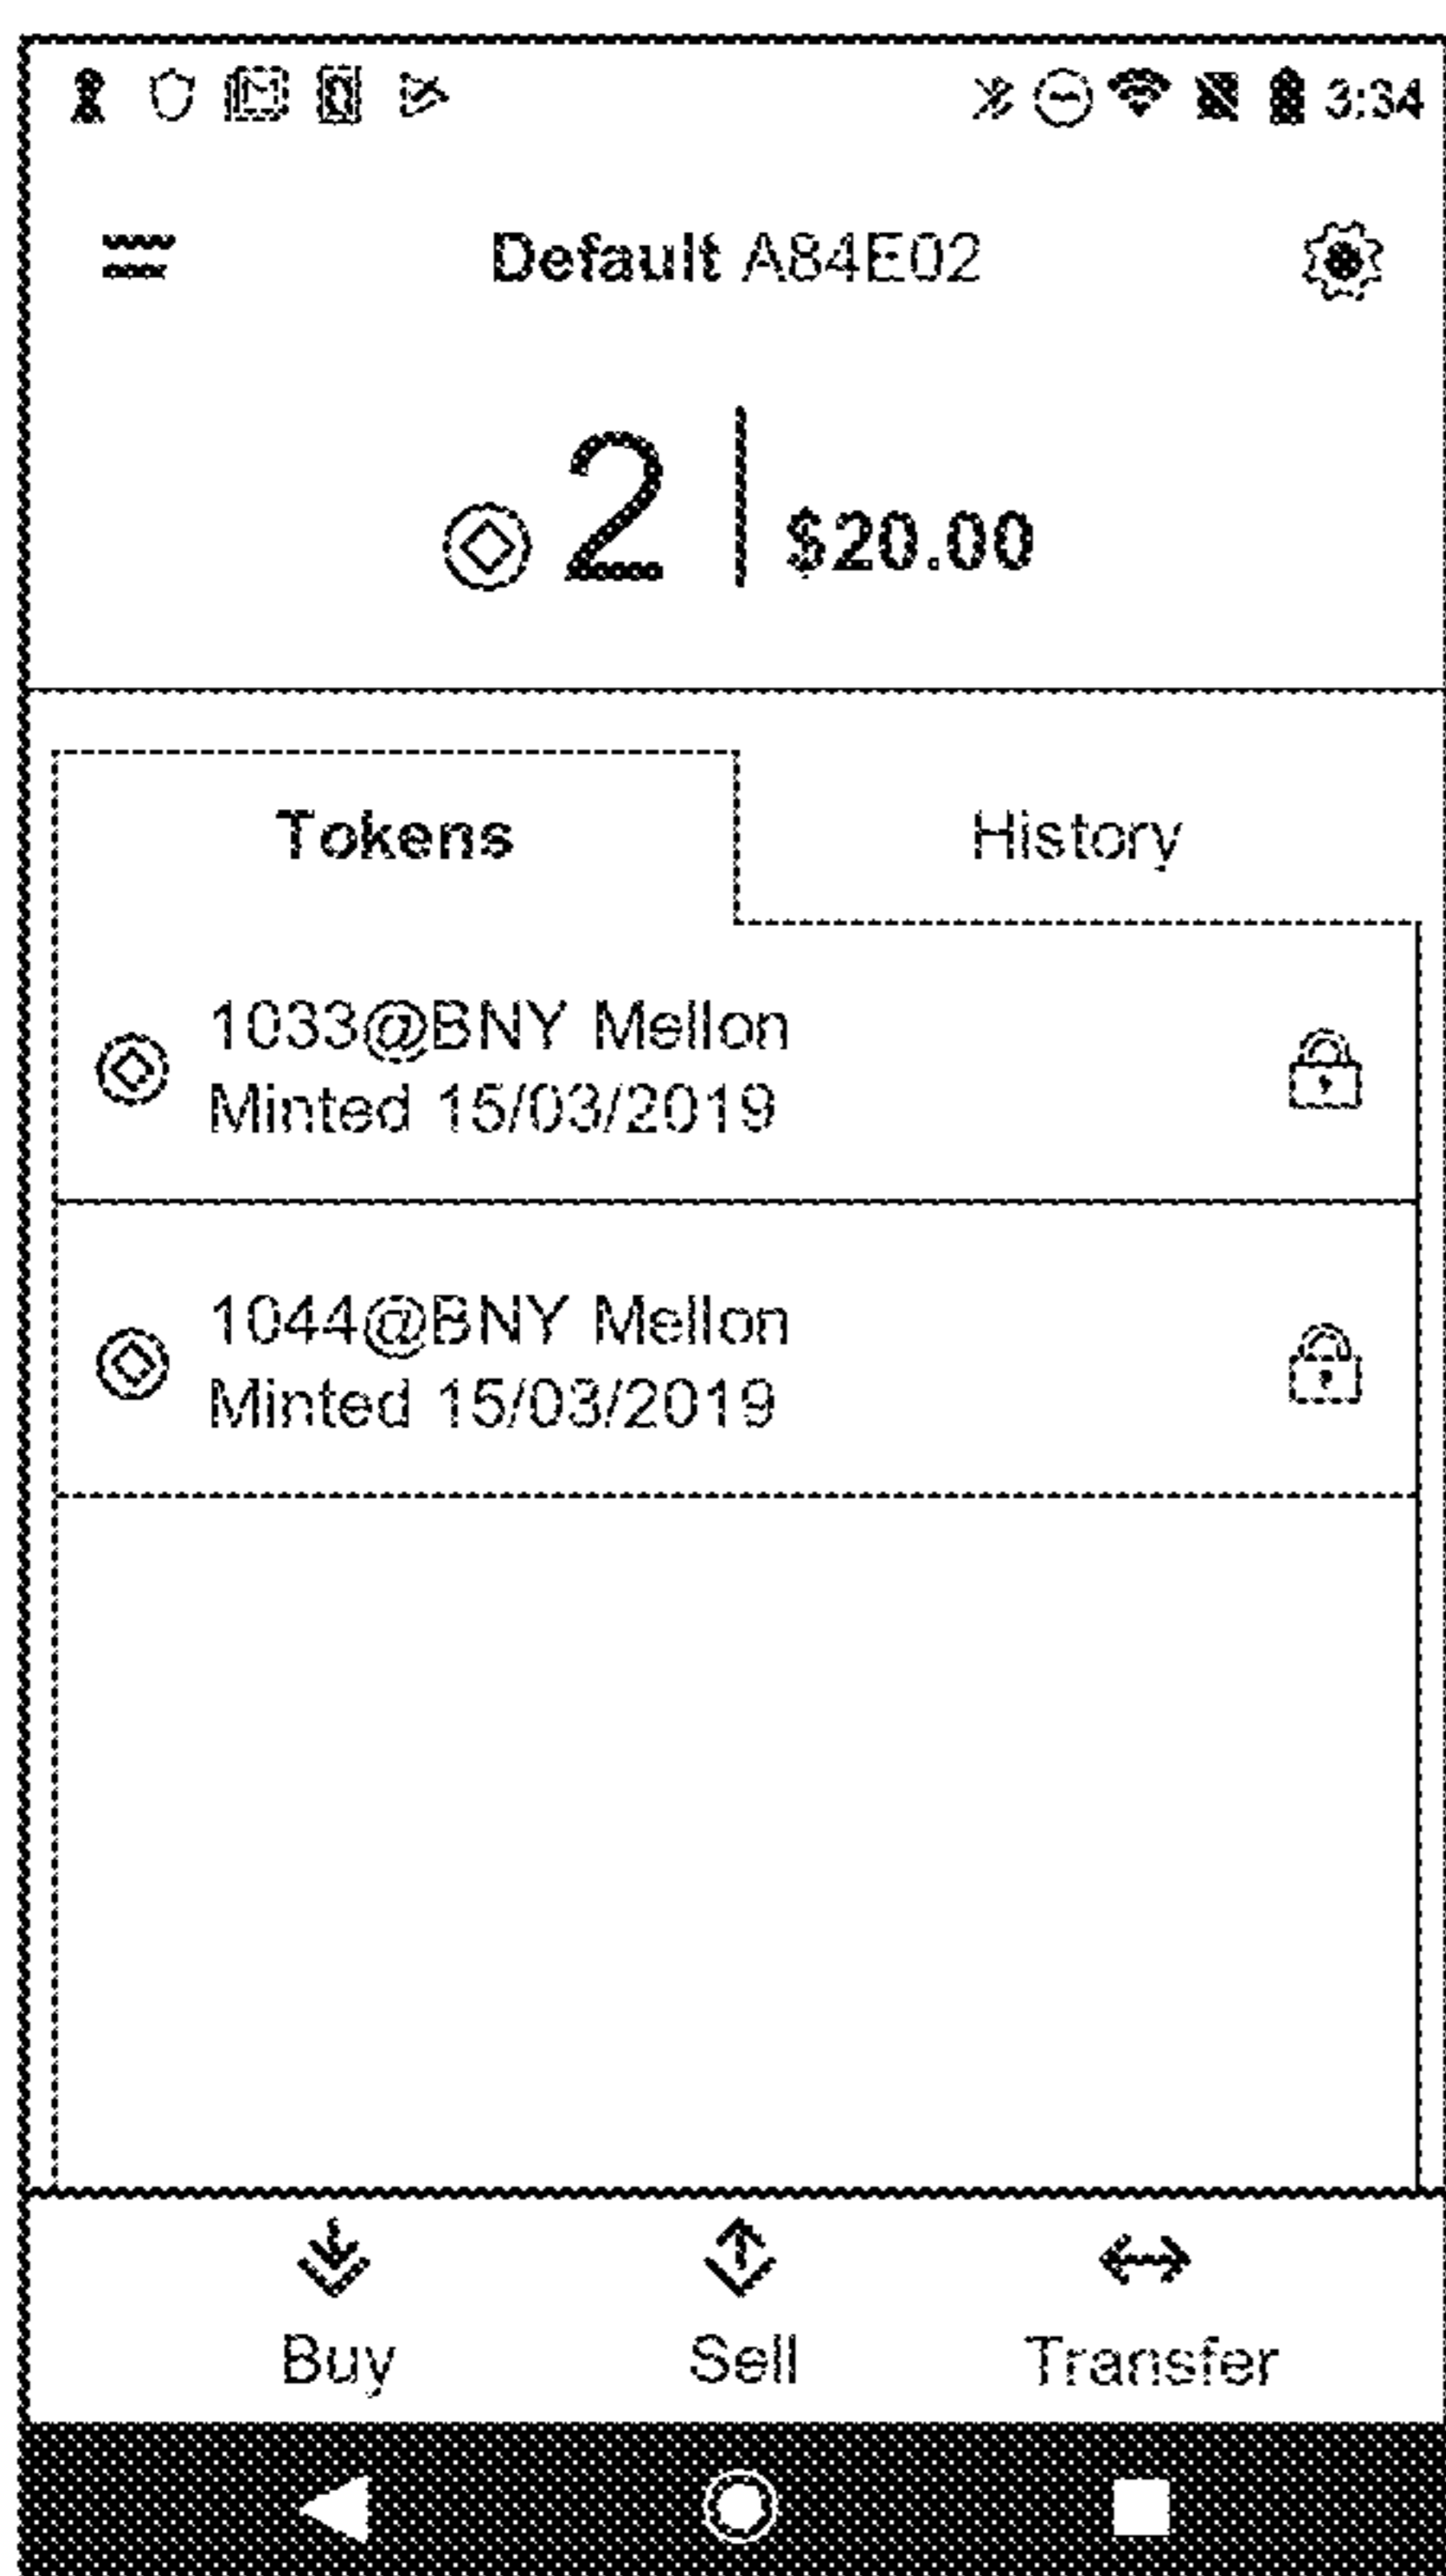 3:34
Default A84E02
2 $20.00
Tokens History
1033@BNY Mellon
Minted 15/03/2019
1044@BNY Mellon
Minted 15/03/2019
Buy Sell Transfer